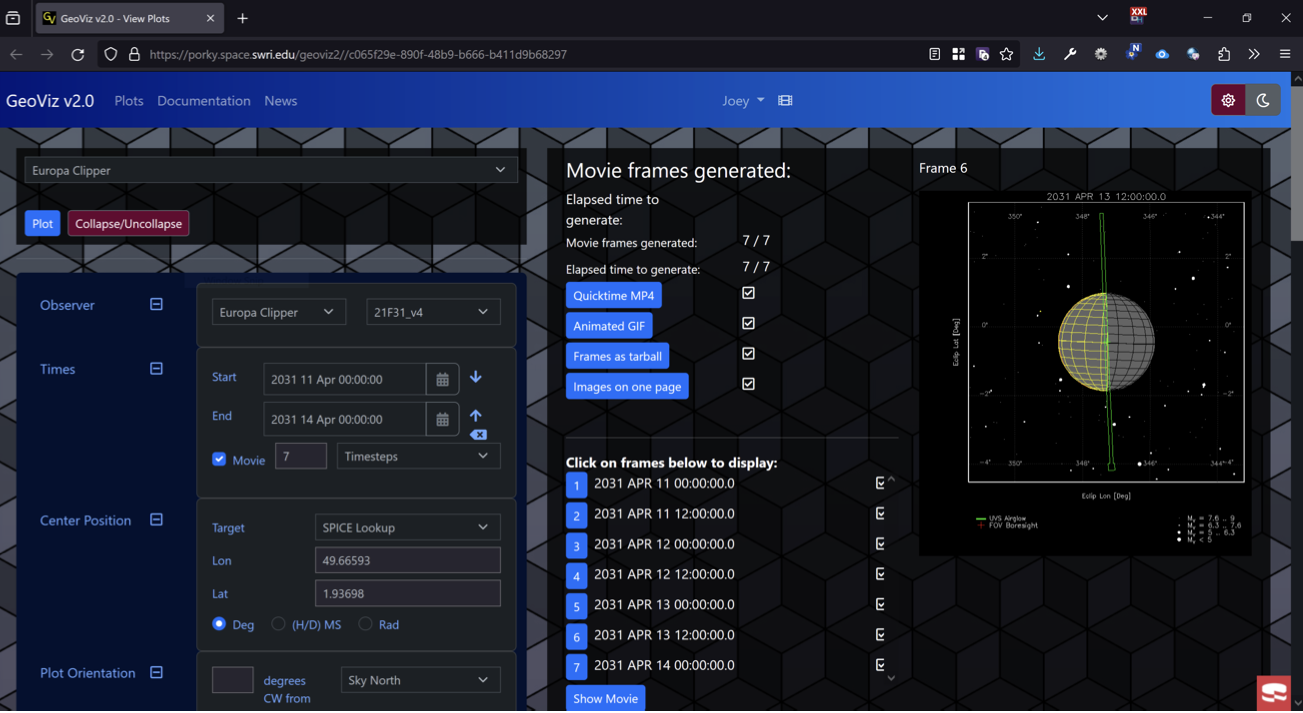 GeoViz v2.0 - View Plots
XXL
https://porky.space.swri.edu/geoviz2//c065f29e-890f-48b9-b666-b411d9b68297
N
GeoViz v2.0
Plots
Documentation
News
Joey
Europa Clipper
Plot
Collapse/Uncollapse
Observer
Europa Clipper
21F31_v4
Times
Start
2031 11 Apr 00:00:00
End
2031 14 Apr 00:00:00
Movie
7
Timesteps
Center Position
Target
SPICE Lookup
Lon
49.66593
Lat
1.93698
Deg
(H/D) MS
Rad
Plot Orientation
degrees
CW from
Sky North
Movie frames generated:
Elapsed time to
generate:
Movie frames generated:
7 / 7
Elapsed time to generate:
7 / 7
Quicktime MP4
Animated GIF
Frames as tarball
Images on one page
Click on frames below to display:
1 2031 APR 11 00:00:00.0
2 2031 APR 11 12:00:00.0
3 2031 APR 12 00:00:00.0
4 2031 APR 12 12:00:00.0
5 2031 APR 13 00:00:00.0
6 2031 APR 13 12:00:00.0
7 2031 APR 14 00:00:00.0
Show Movie
Frame 6
2031 APR 13 12:00:00.0
350° 348° 346° 344°
2° 2°
0° 0°
-2° -2°
-4° 350° 348° 346° 344° -4°
Eclip Lat [Deg]
Eclip Lon [Deg]
UVS Airglow
FOV Boresight
= 7.6 .. 9
= 6.3 .. 7.6
= 5 .. 6.3
< 5